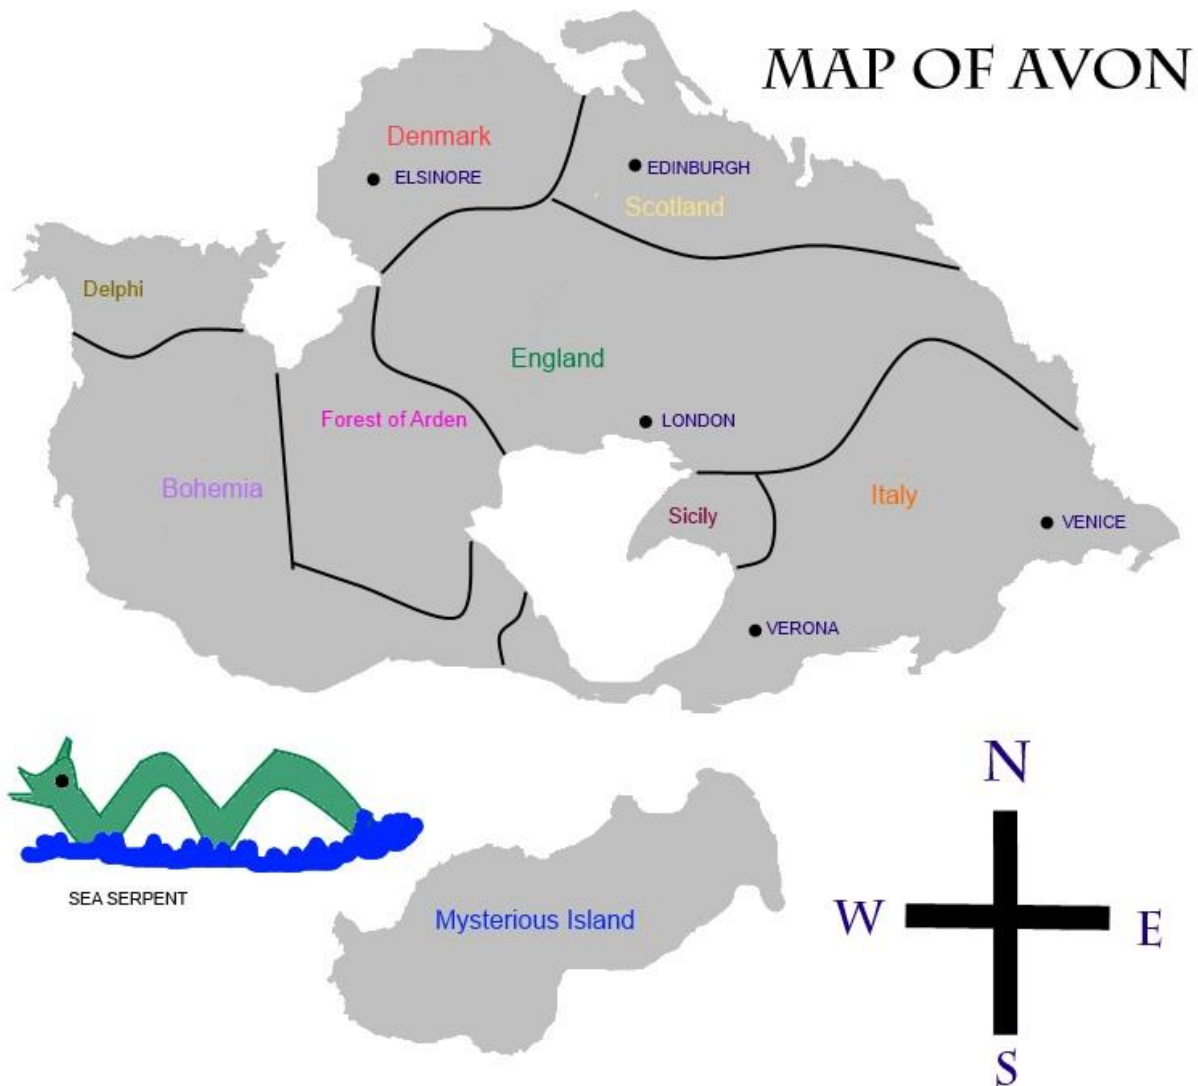 MAP OF AVON
Denmark
ELSINORE
EDINBURGH
Scotland
Delphi
England
Forest of Arden
LONDON
Bohemia
Italy
Sicily
VENICE
VERONA
SEA SERPENT
Mysterious Island
N
W
E
S